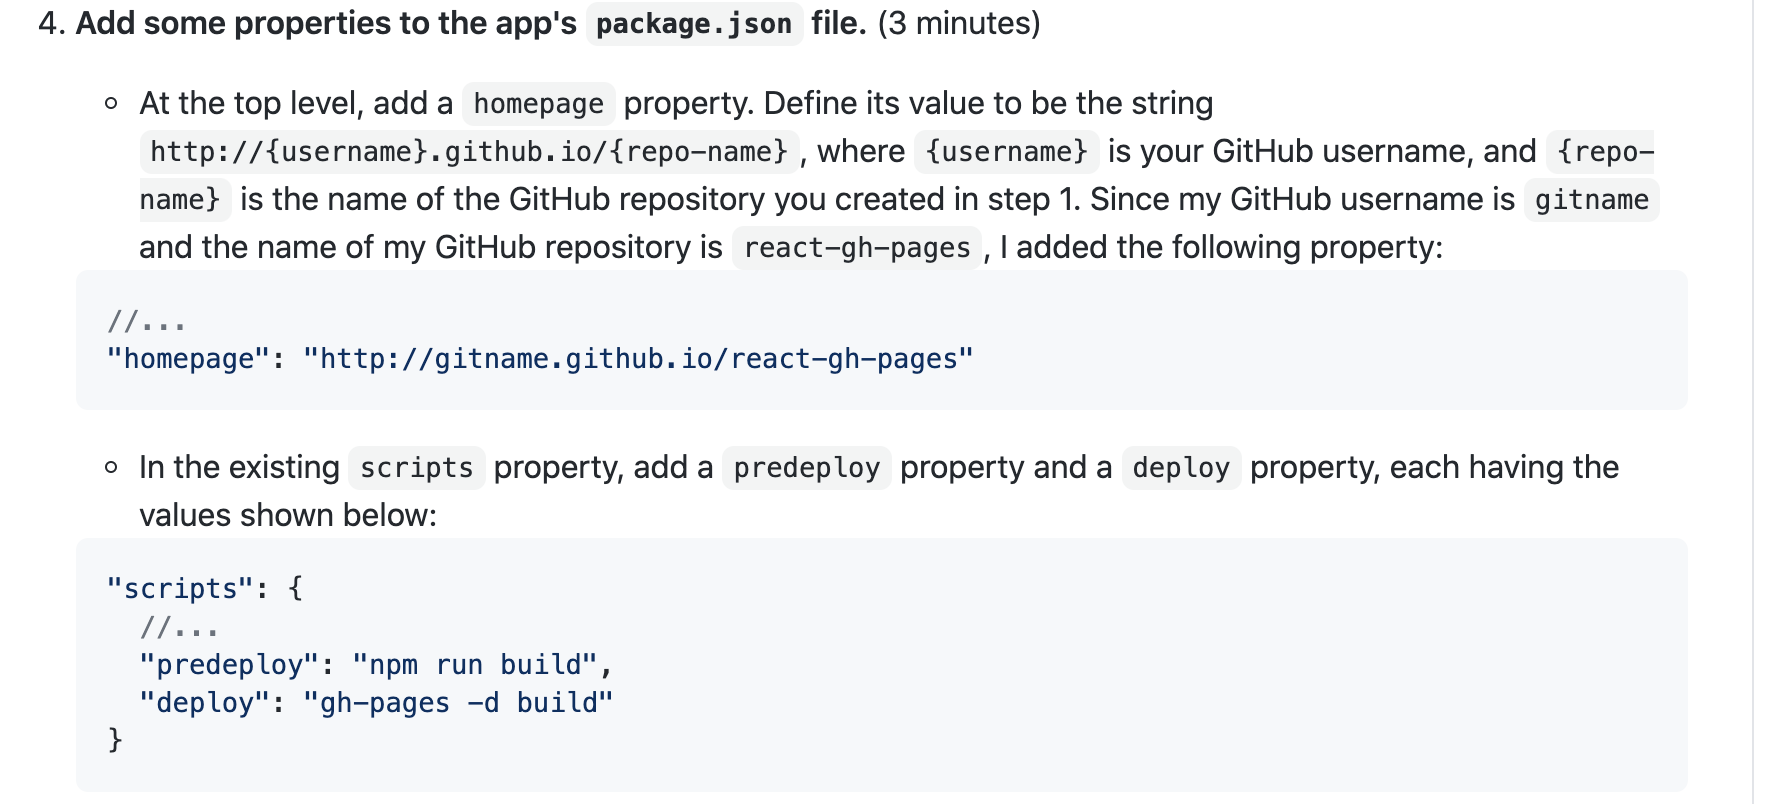 4. Add some properties to the app's package.json file. (3 minutes)
At the top level, add a homepage property. Define its value to be the string
http://{username}.github.io/{repo-name} , where {username} is your GitHub username, and {repo-
name} is the name of the GitHub repository you created in step 1. Since my GitHub username is gitname
and the name of my GitHub repository is react-gh-pages , I added the following property:
//...
"homepage": "http://gitname.github.io/react-gh-pages"
In the existing scripts property, add a predeploy property and a deploy property, each having the
values shown below:
"scripts": {
//...
"predeploy": "npm run build",
"deploy": "gh-pages -d build"
}